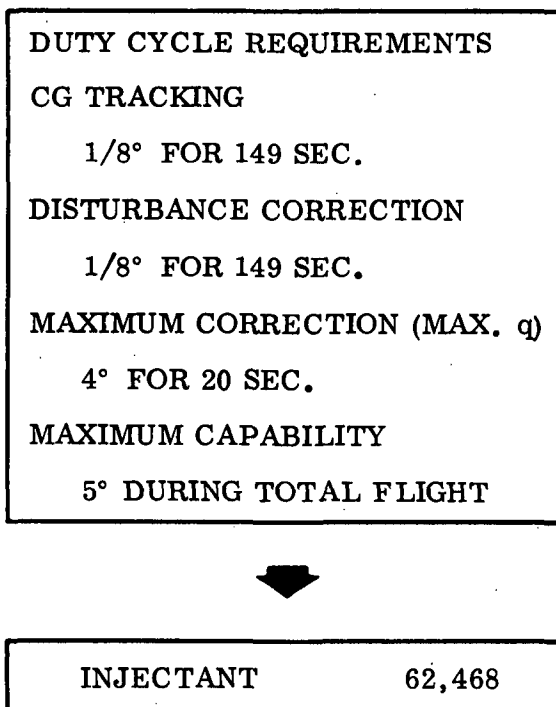 DUTY CYCLE REQUIREMENTS
CG TRACKING
1/8° FOR 149 SEC.
DISTURBANCE CORRECTION
1/8° FOR 149 SEC.
MAXIMUM CORRECTION (MAX. q)
4° FOR 20 SEC.
MAXIMUM CAPABILITY
5° DURING TOTAL FLIGHT
INJECTANT 62,468